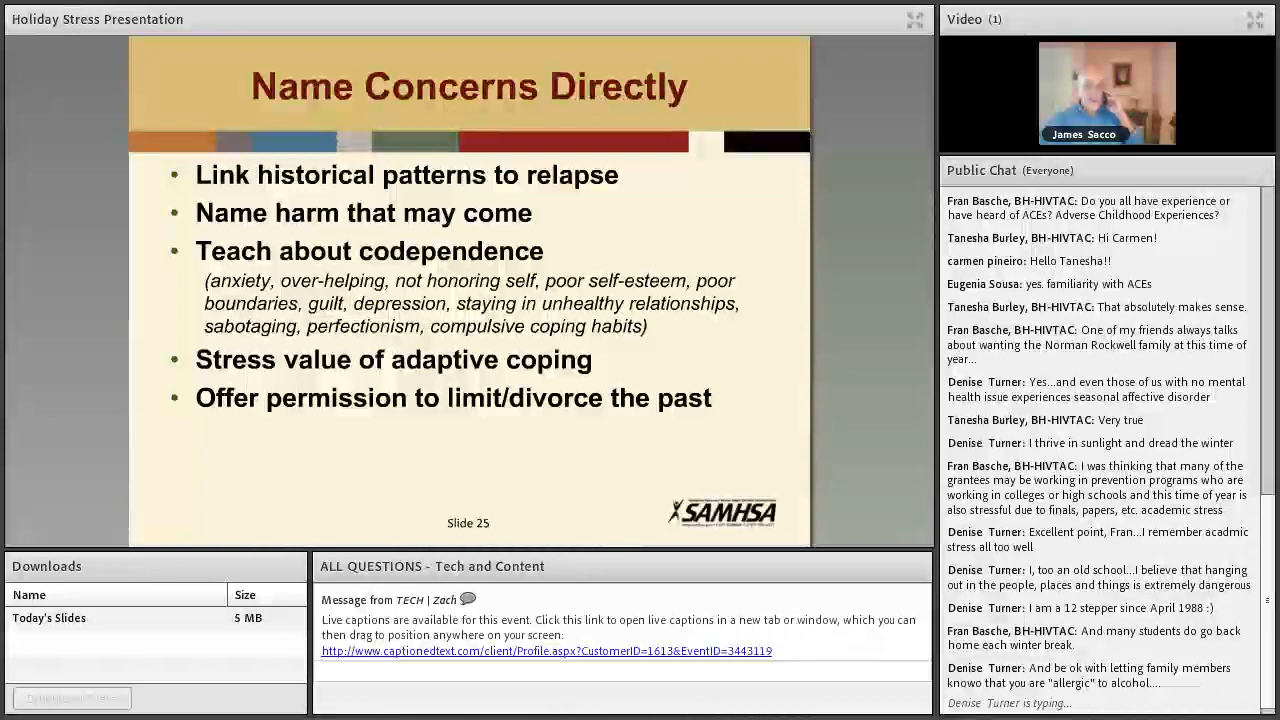 Holiday Stress Presentation
Name Concerns Directly
• Link historical patterns to relapse
• Name harm that may come
• Teach about codependence
(anxiety, over-helping, not honoring self, poor self-esteem, poor
boundaries, guilt, depression, staying in unhealthy relationships,
sabotaging, perfectionism, compulsive coping habits)
• Stress value of adaptive coping
• Offer permission to limit/divorce the past
Slide 25
SAMHSA
Video (1)
James Sacco
Public Chat (Everyone)
Fran Basche, BH-HIVTAC: Do you all have experience or
have heard of ACEs? Adverse Childhood Experiences?
Tanesha Burley, BH-HIVTAC: Hi Carmen!
carmen pineiro: Hello Tanesha!!
Eugenia Sousa: yes. familiarity with ACEs
Tanesha Burley, BH-HIVTAC: That absolutely makes sense.
Fran Basche, BH-HIVTAC: One of my friends always talks
about wanting the Norman Rockwell family at this time of
year...
Denise Turner: Yes...and even those of us with no mental
health issue experiences seasonal affective disorder
Tanesha Burley, BH-HIVTAC: Very true
Denise Turner: I thrive in sunlight and dread the winter
Fran Basche, BH-HIVTAC: I was thinking that many of the
grantees may be working in prevention programs who are
working in colleges or high schools and this time of year is
also stressful due to finals, papers, etc. academic stress
Denise Turner: Excellent point, Fran...I remember acadmic
stress all too well
Denise Turner: I, too an old school...I believe that hanging
out in the people, places and things is extremely dangerous
Denise Turner: I am a 12 stepper since April 1988 :)
Fran Basche, BH-HIVTAC: And many students do go back
home each winter break.
Denise Turner: And be ok with letting family members
knowo that you are "allergic" to alcohol....
Denise Turner is typing...
Downloads
Name Size
Today's Slides 5 MB
ALL QUESTIONS - Tech and Content
Message from TECH | Zach
Live captions are available for this event. Click this link to open live captions in a new tab or window, which you can
then drag to position anywhere on your screen:
http://www.captionedtext.com/client/Profile.aspx?CustomerID=1613&EventID=3443119